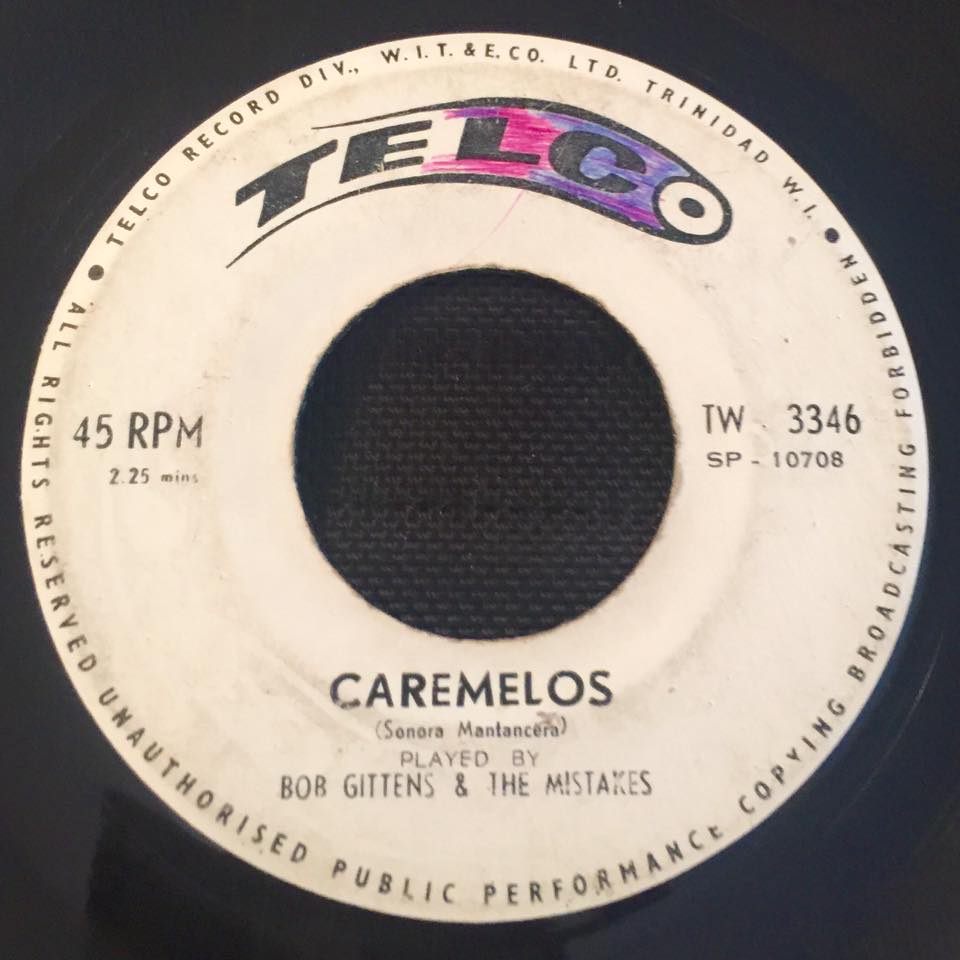 ● TELCO RECORD DIV., W.I.T. & E. CO. LTD. TRINIDAD W.I. ●
TELCO
45 RPM
2.25 mins
TW . 3346
SP - 10708
CAREMELOS
(Sonora Mantancera)
PLAYED BY
BOB GITTENS & THE MISTAKES
ALL RIGHTS RESERVED UNAUTHORISED PUBLIC PERFORMANCE COPYING BROADCASTING FORBIDDEN